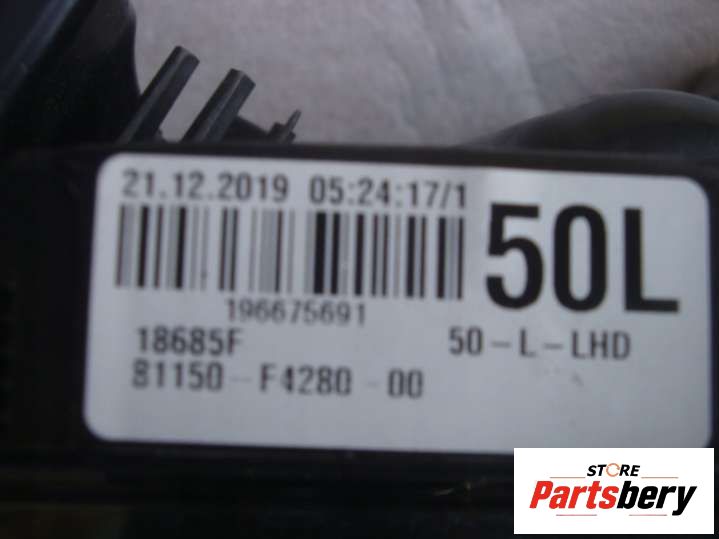 21.12.2019 05:24:17/1
50L
196675691
18685F 50-L-LHD
81150-F4280-00
STORE
Partsbery